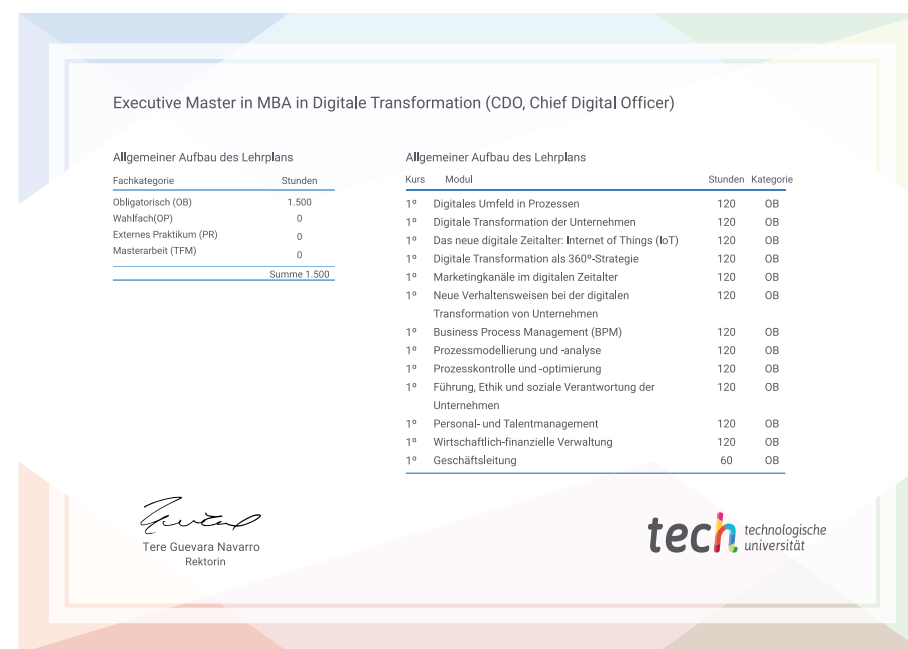 Executive Master in MBA in Digitale Transformation (CDO, Chief Digital Officer)
Allgemeiner Aufbau des Lehrplans
Fachkategorie Stunden
Obligatorisch (OB) 1.500
Wahlfach(OP) 0
Externes Praktikum (PR) 0
Masterarbeit (TFM) 0
Summe 1.500
Allgemeiner Aufbau des Lehrplans
Kurs Modul Stunden Kategorie
1º Digitales Umfeld in Prozessen 120 OB
1º Digitale Transformation der Unternehmen 120 OB
1º Das neue digitale Zeitalter: Internet of Things (IoT) 120 OB
1º Digitale Transformation als 360º-Strategie 120 OB
1º Marketingkanäle im digitalen Zeitalter 120 OB
1º Neue Verhaltensweisen bei der digitalen 120 OB
Transformation von Unternehmen
1º Business Process Management (BPM) 120 OB
1º Prozessmodellierung und -analyse 120 OB
1º Prozesskontrolle und -optimierung 120 OB
1º Führung, Ethik und soziale Verantwortung der 120 OB
Unternehmen
1º Personal- und Talentmanagement 120 OB
1º Wirtschaftlich-finanzielle Verwaltung 120 OB
1º Geschäftsleitung 60 OB
Tere Guevara Navarro
Rektorin
tech technologische
universität